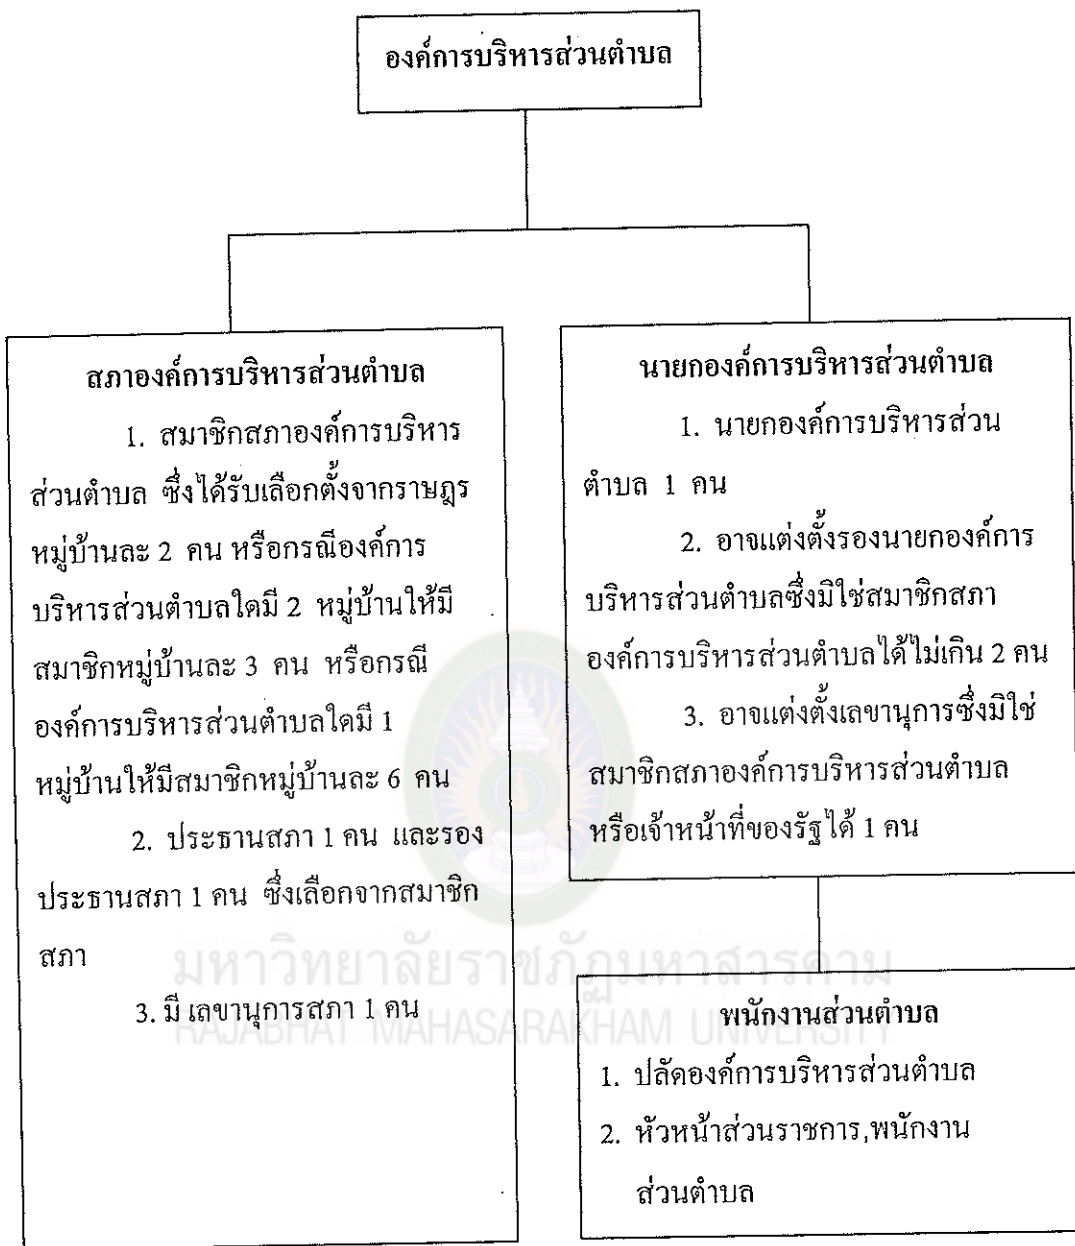 องค์การบริหารส่วนตำบล
สภาองค์การบริหารส่วนตำบล
1. สมาชิกสภาองค์การบริหาร
ส่วนตำบล ซึ่งได้รับเลือกตั้งจากราษฎร
หมู่บ้านละ 2 คน หรือกรณีองค์การ
บริหารส่วนตำบลใดมี 2 หมู่บ้านให้มี
สมาชิกหมู่บ้านละ 3 คน หรือกรณี
องค์การบริหารส่วนตำบลใดมี 1
หมู่บ้านให้มีสมาชิกหมู่บ้านละ 6 คน
2. ประธานสภา 1 คน และรอง
ประธานสภา 1 คน ซึ่งเลือกจากสมาชิก
สภา
3. มี เลขานุการสภา 1 คน
นายกองค์การบริหารส่วนตำบล
1. นายกองค์การบริหารส่วน
ตำบล 1 คน
2. อาจแต่งตั้งรองนายกองค์การ
บริหารส่วนตำบลซึ่งมิใช่สมาชิกสภา
องค์การบริหารส่วนตำบลได้ไม่เกิน 2 คน
3. อาจแต่งตั้งเลขานุการซึ่งมิใช่
สมาชิกสภาองค์การบริหารส่วนตำบล
หรือเจ้าหน้าที่ของรัฐได้ 1 คน
พนักงานส่วนตำบล
1. ปลัดองค์การบริหารส่วนตำบล
2. หัวหน้าส่วนราชการ,พนักงาน
ส่วนตำบล
มหาวิทยาลัยราชภัฏมหาสารคาม
RAJABHAT MAHASARAKHAM UNIVERSITY